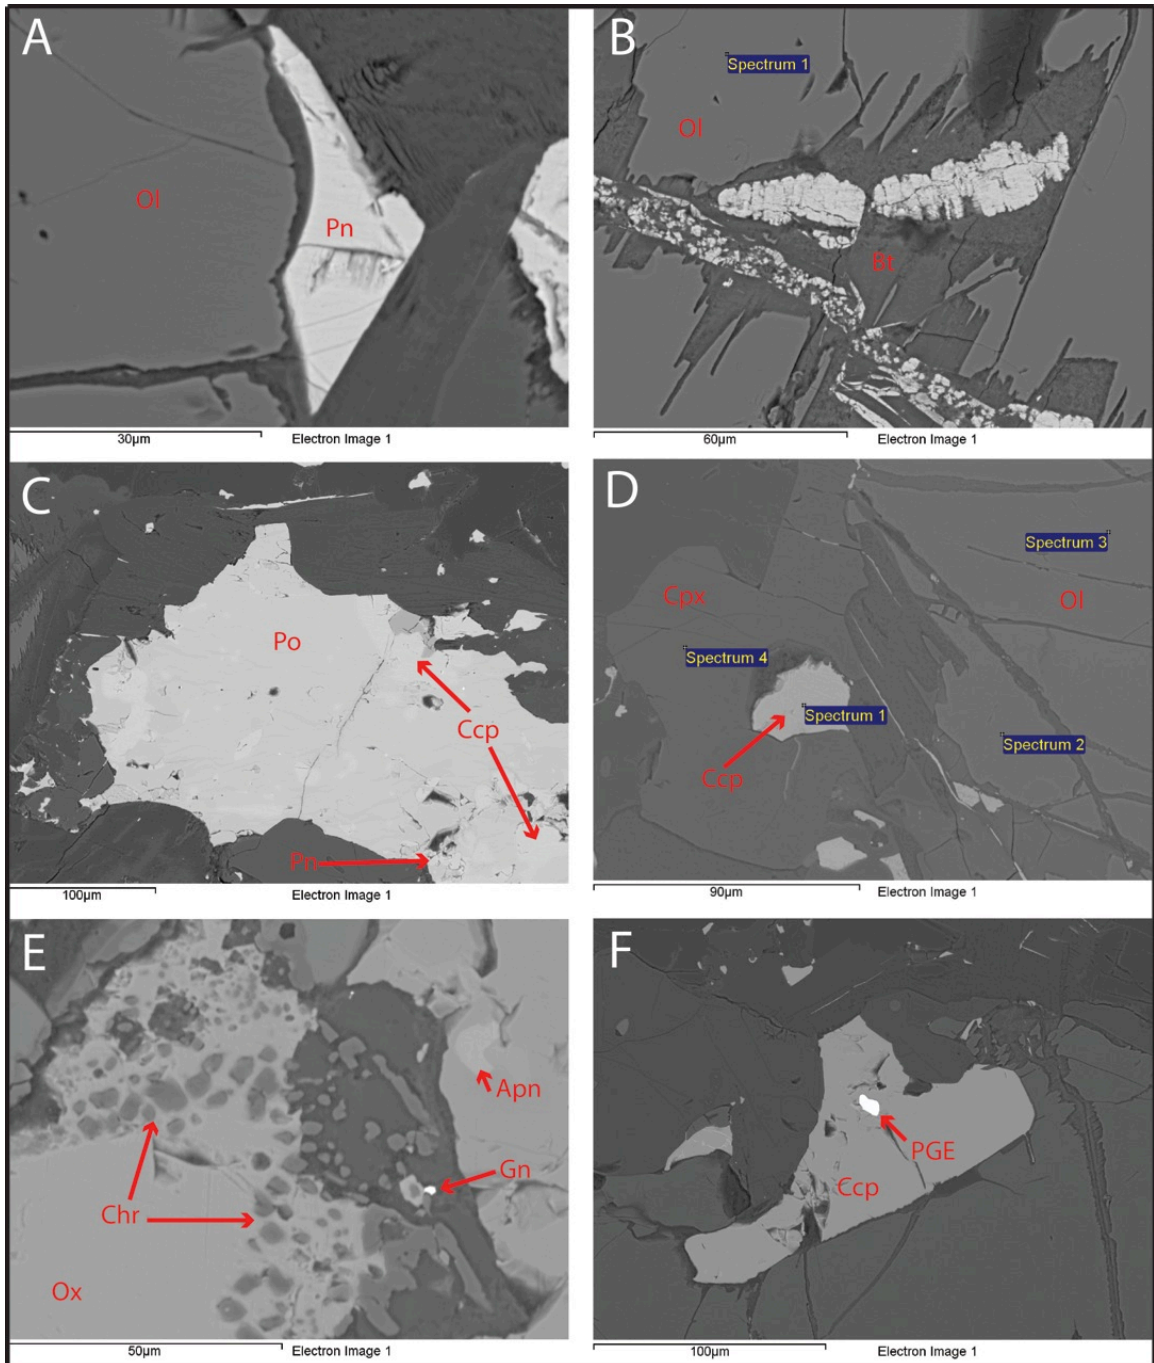 A
Ol
Pn
30µm
Electron Image 1
B
Spectrum 1
Ol
Bt
60µm
Electron Image 1
C
Po
Ccp
Pn
100µm
Electron Image 1
D
Spectrum 3
Cpx
Ol
Spectrum 4
Spectrum 1
Spectrum 2
Ccp
90µm
Electron Image 1
E
Apn
Gn
Chr
Ox
50µm
Electron Image 1
F
PGE
Ccp
100µm
Electron Image 1